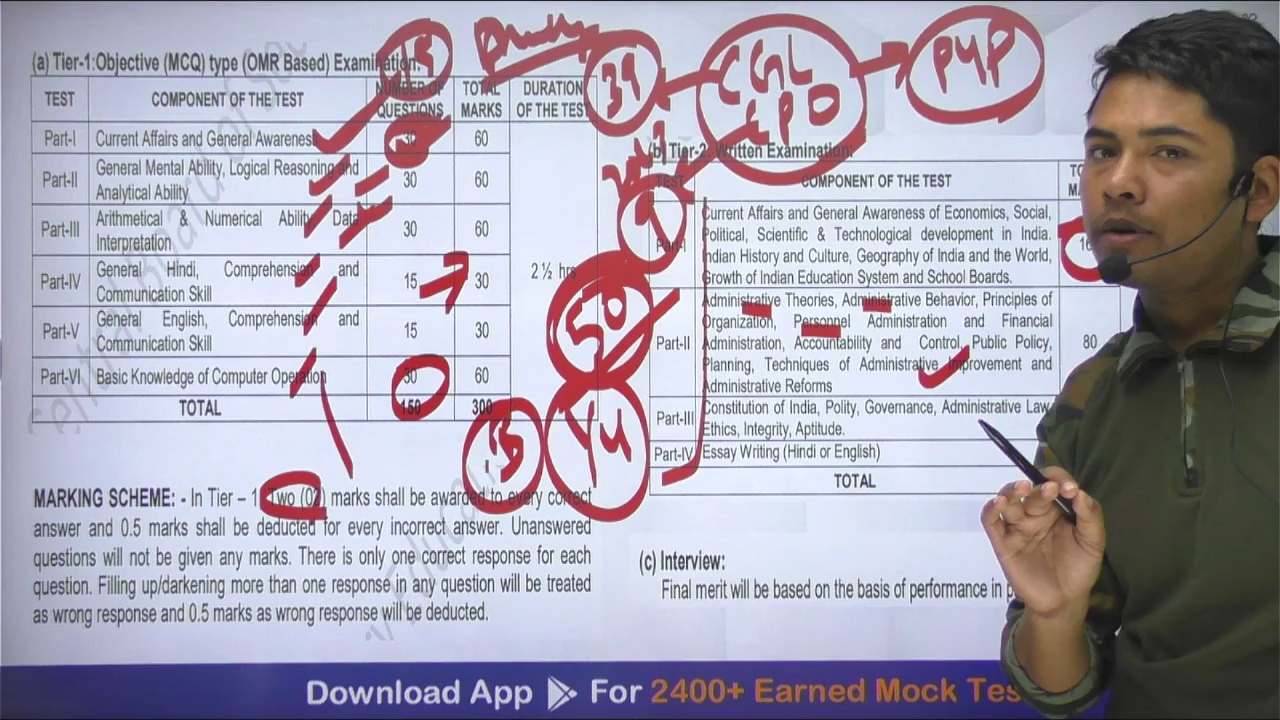 (a) Tier-1:Objective (MCQ) type (OMR Based) Examination.
TEST COMPONENT OF THE TEST NUMBER OF QUESTIONS TOTAL MARKS DURATION OF THE TEST
Part-I Current Affairs and General Awareness 30 60
Part-II General Mental Ability, Logical Reasoning and
Analytical Ability 30 60
Part-III Arithmetical & Numerical Ability Data
Interpretation 30 60
Part-IV General Hindi, Comprehension and
Communication Skill 15 30
2 ½ hrs
Part-V General English, Comprehension and
Communication Skill 15 30
Part-VI Basic Knowledge of Computer Operation 30 60
TOTAL 150 300
MARKING SCHEME: - In Tier – 1 Two (02) marks shall be awarded to every correct
answer and 0.5 marks shall be deducted for every incorrect answer. Unanswered
questions will not be given any marks. There is only one correct response for each
question. Filling up/darkening more than one response in any question will be treated
as wrong response and 0.5 marks as wrong response will be deducted.
39
CGL
CPO
PYP
50
(b) Tier-2: Written Examination:
TEST COMPONENT OF THE TEST
Part-I Current Affairs and General Awareness of Economics, Social,
Political, Scientific & Technological development in India.
Indian History and Culture, Geography of India and the World,
Growth of Indian Education System and School Boards.
Part-II Administrative Theories, Administrative Behavior, Principles of
Organization, Personnel Administration and Financial
Administration, Accountability and Control, Public Policy, 80
Planning, Techniques of Administrative Improvement and
Administrative Reforms
Part-III Constitution of India, Polity, Governance, Administrative Law
Ethics, Integrity, Aptitude.
Part-IV Essay Writing (Hindi or English)
TOTAL
(c) Interview:
Final merit will be based on the basis of performance in
Download App For 2400+ Earned Mock Tes